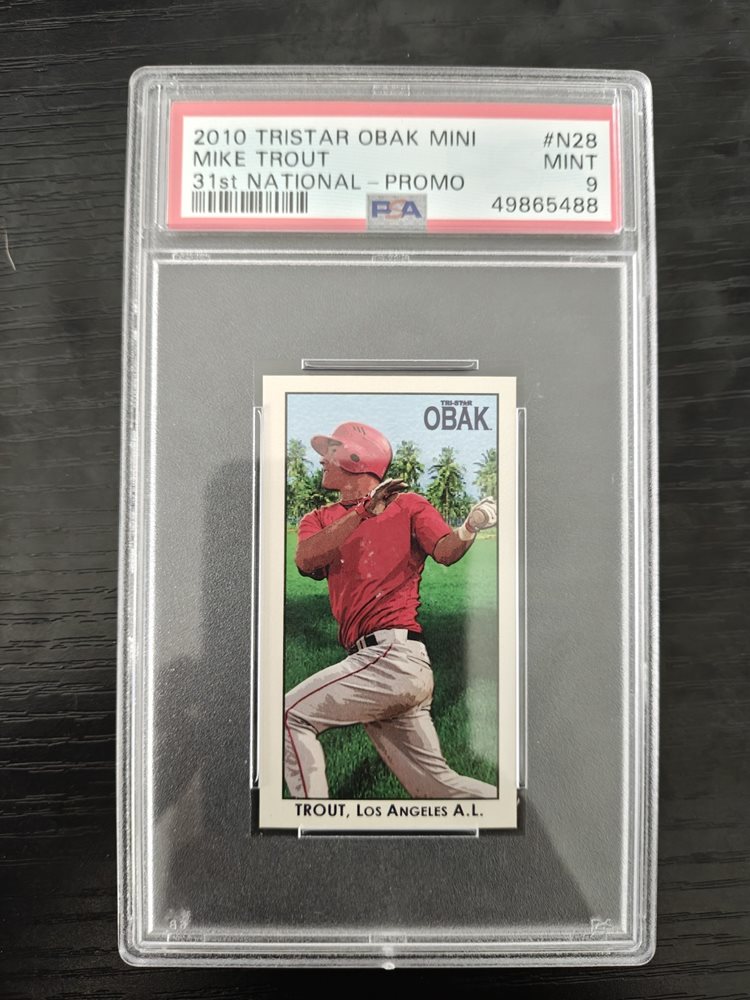 2010 TRISTAR OBAK MINI #N28
MIKE TROUT MINT
31st NATIONAL - PROMO 9
PSA 49865488
TRI-STAR
OBAK
TROUT, LOS ANGELES A.L.